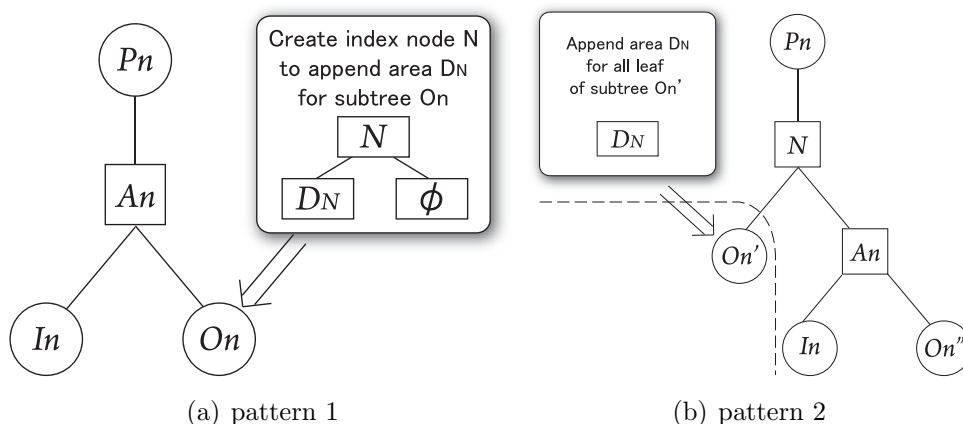 Pn
An
In
On
Create index node N
to append area DN
for subtree On
N
DN
ϕ
(a) pattern 1
Append area DN
for all leaf
of subtree On'
DN
Pn
N
On'
An
In
On"
(b) pattern 2